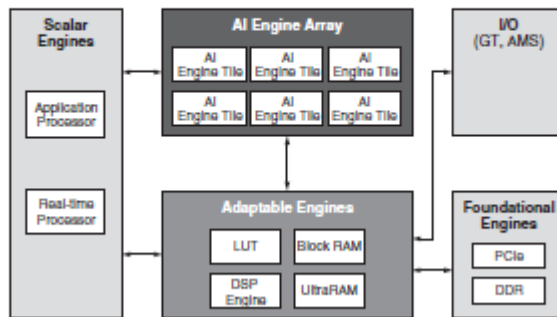 Scalar
Engines
Application
Processor
Real-time
Processor
AI Engine Array
AI
Engine Tile
AI
Engine Tile
AI
Engine Tile
AI
Engine Tile
AI
Engine Tile
AI
Engine Tile
Adaptable Engines
LUT
Block RAM
DSP
Engine
UltraRAM
I/O
(GT, AMS)
Foundational
Engines
PCIe
DDR